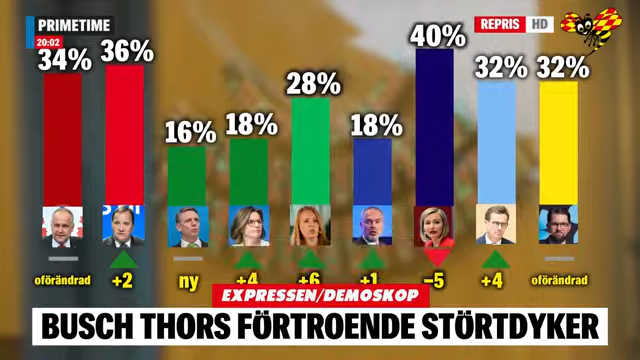 PRIMETIME
20:02
REPRIS HD
34%
36%
16%
18%
28%
18%
40%
32%
32%
oförändrad
+2
ny
+4
+6
+1
-5
+4
oförändrad
EXPRESSEN/DEMOSKOP
BUSCH THORS FÖRTROENDE STÖRTDYKER